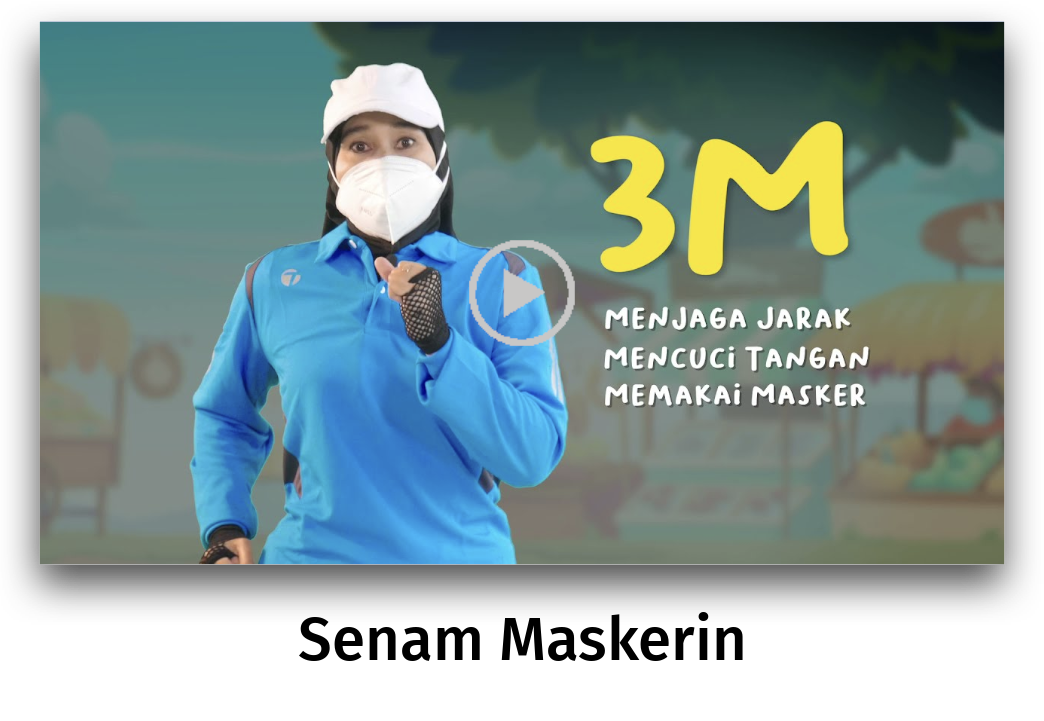 3M
MENJAGA JARAK
MENCUCi TANGAN
MEMAKAi MASKER
Senam Maskerin